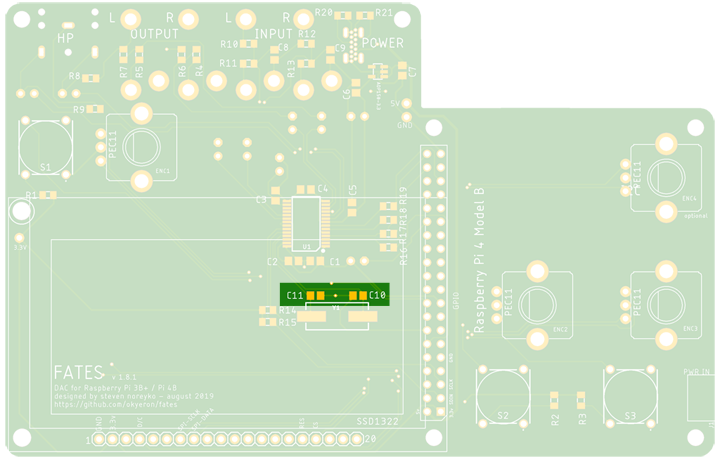 L R L R R20 R21
HP OUTPUT INPUT R12 POWER
R10 C8 C9
R7 R5 R6 R4 R11 R13
R8 C6 C7
R9 5V
GND
S1 PEC11 ENC1
PEC11 ENC4
optional
R1 C3 C4 C5 R19
R18
R17
R16
U1
3.3V C2 C1
Raspberry Pi 4 Model B
GPIO
C11 C10
Y1
R14
R15
PEC11 ENC2 PEC11 ENC3
FATES v 1.8.1
DAC for Raspberry Pi 3B+ / Pi 4B
designed by steven noreyko - august 2019
https://github.com/okyeron/fates
PWR IN
S2 R2 R3 S3
SSD1322
1 20